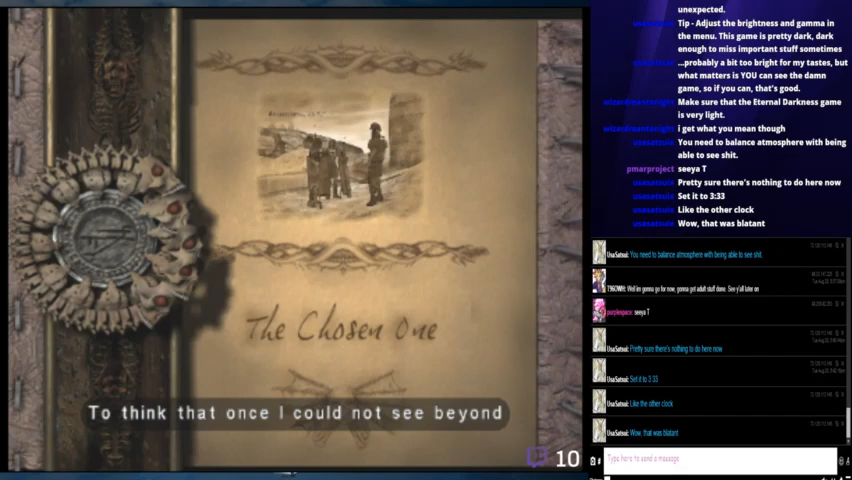 The Chosen One
To think that once I could not see beyond
10
unexpected.
Tip - Adjust the brightness and gamma in
the menu. This game is pretty dark, dark
enough to miss important stuff sometimes
...probably a bit too bright for my tastes, but
what matters is YOU can see the damn
game, so if you can, that's good.
Make sure that the Eternal Darkness game
is very light.
i get what you mean though
You need to balance atmosphere with being
able to see shit.
pmarproject seeya T
Pretty sure there's nothing to do here now
Set it to 3:33
Like the other clock
Wow, that was blatant
UsaSatsui: You need to balance atmosphere with being able to see shit.
Well im gonna go for now, gonna got adult stuff done. See y'all later on
purplespace: seeya T
UsaSatsui: Pretty sure there's nothing to do here now
UsaSatsui: Set it to 3:33
UsaSatsui: Like the other clock
UsaSatsui: Wow, that was blatant
Type here to send a message